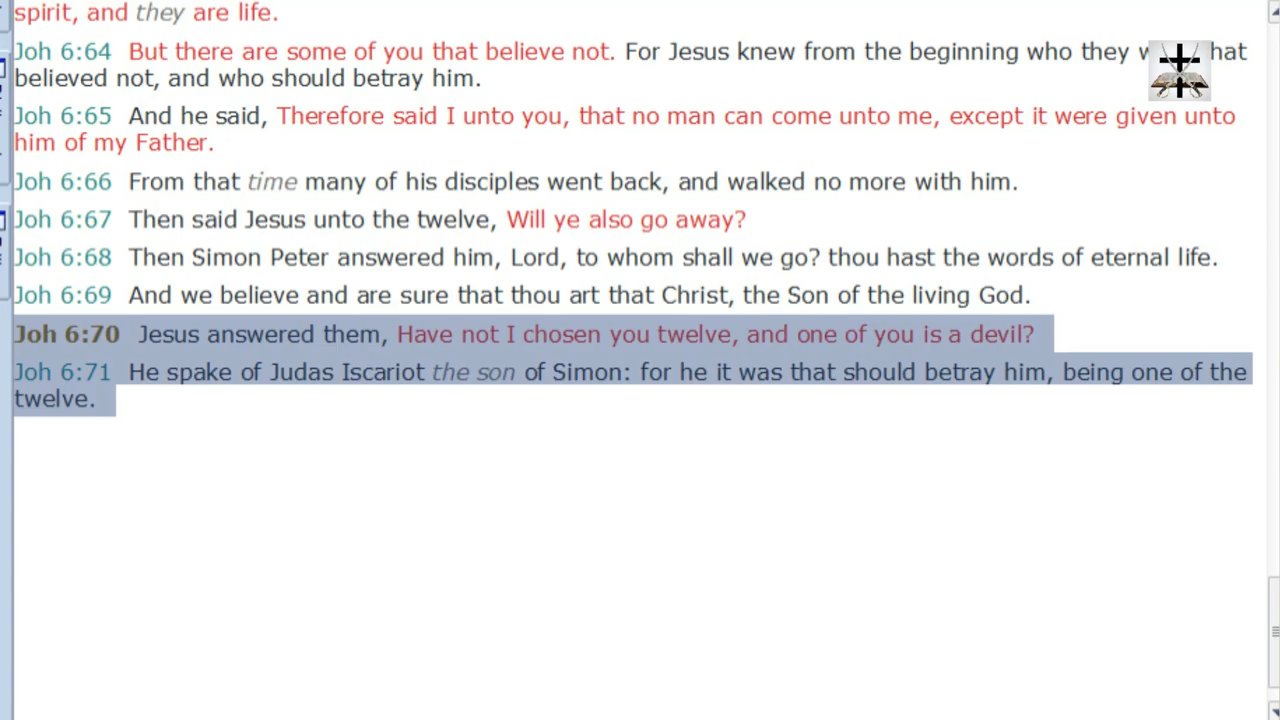 spirit, and they are life.
Joh 6:64 But there are some of you that believe not. For Jesus knew from the beginning who they
believed not, and who should betray him.
Joh 6:65 And he said, Therefore said I unto you, that no man can come unto me, except it were given unto
him of my Father.
Joh 6:66 From that time many of his disciples went back, and walked no more with him.
Joh 6:67 Then said Jesus unto the twelve, Will ye also go away?
Joh 6:68 Then Simon Peter answered him, Lord, to whom shall we go? thou hast the words of eternal life.
Joh 6:69 And we believe and are sure that thou art that Christ, the Son of the living God.
Joh 6:70 Jesus answered them, Have not I chosen you twelve, and one of you is a devil?
Joh 6:71 He spake of Judas Iscariot the son of Simon: for he it was that should betray him, being one of the
twelve.